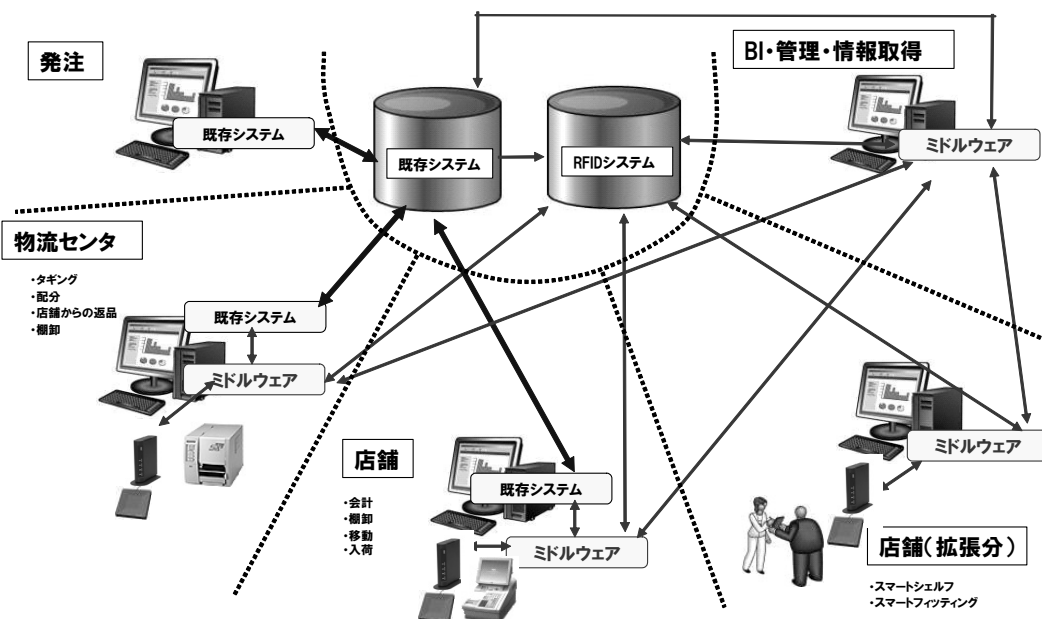 発注
既存システム
既存システム
RFIDシステム
BI・管理・情報取得
ミドルウェア
物流センタ
・タギング
・配分
・店舗からの返品
・棚卸
既存システム
ミドルウェア
店舗
・会計
・棚卸
・移動
・入荷
既存システム
ミドルウェア
ミドルウェア
店舗（拡張分）
・スマートシェルフ
・スマートフィッティング